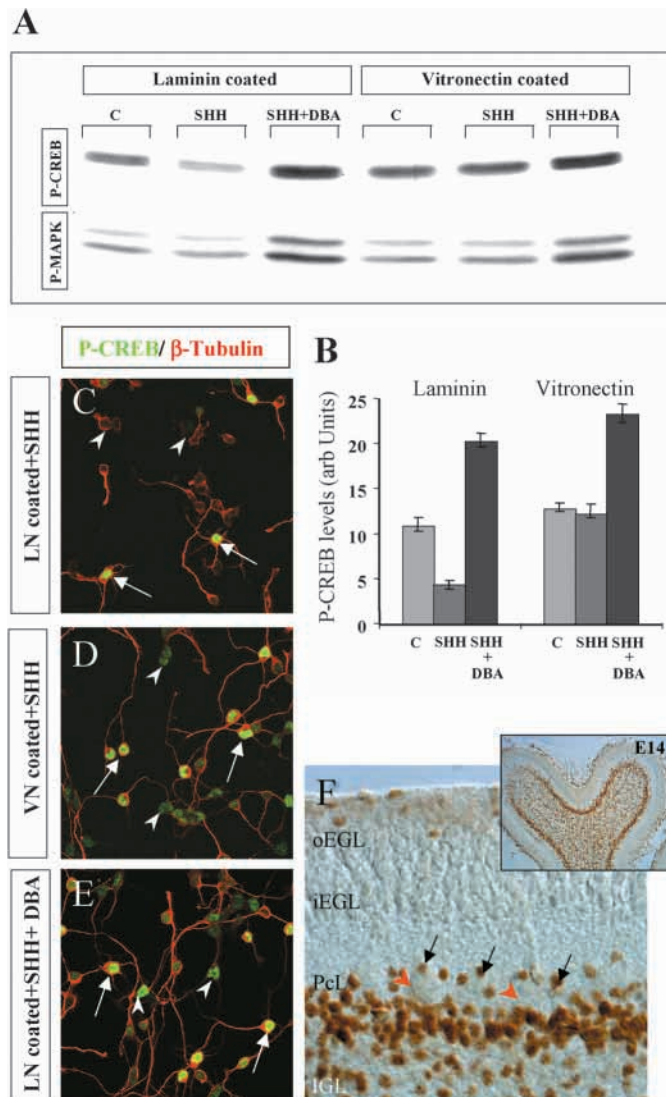 A
Laminin coated Vitronectin coated
C SHH SHH+DBA C SHH SHH+DBA
P-CREB
P-MAPK
P-CREB/ β-Tubulin
LN coated+SHH
C
VN coated+SHH
D
LN coated+SHH+ DBA
E
B
P-CREB levels (arb Units)
Laminin Vitronectin
25
20
15
10
5
0
C SHH SHH + DBA C SHH SHH + DBA
F
E14
oEGL
iEGL
PcL
IGL